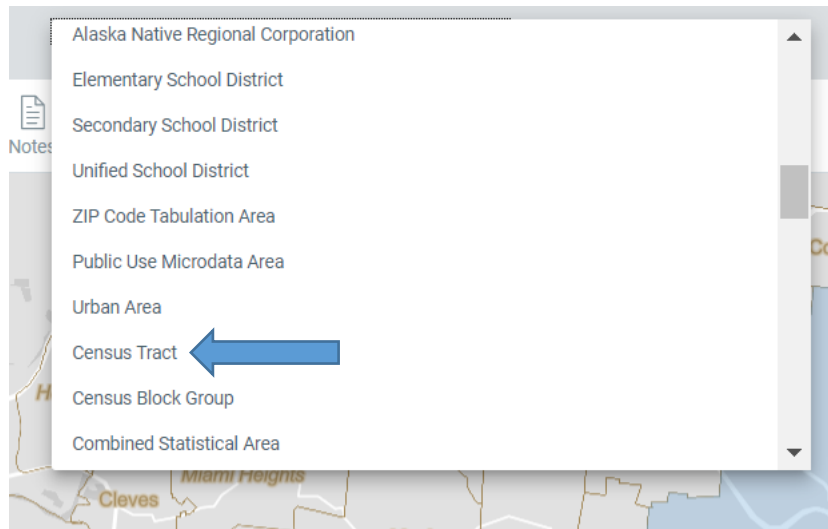 Alaska Native Regional Corporation
Elementary School District
Secondary School District
Notes
Unified School District
ZIP Code Tabulation Area
Public Use Microdata Area
Urban Area
Census Tract
Census Block Group
Combined Statistical Area
Miami Heights
Cleves